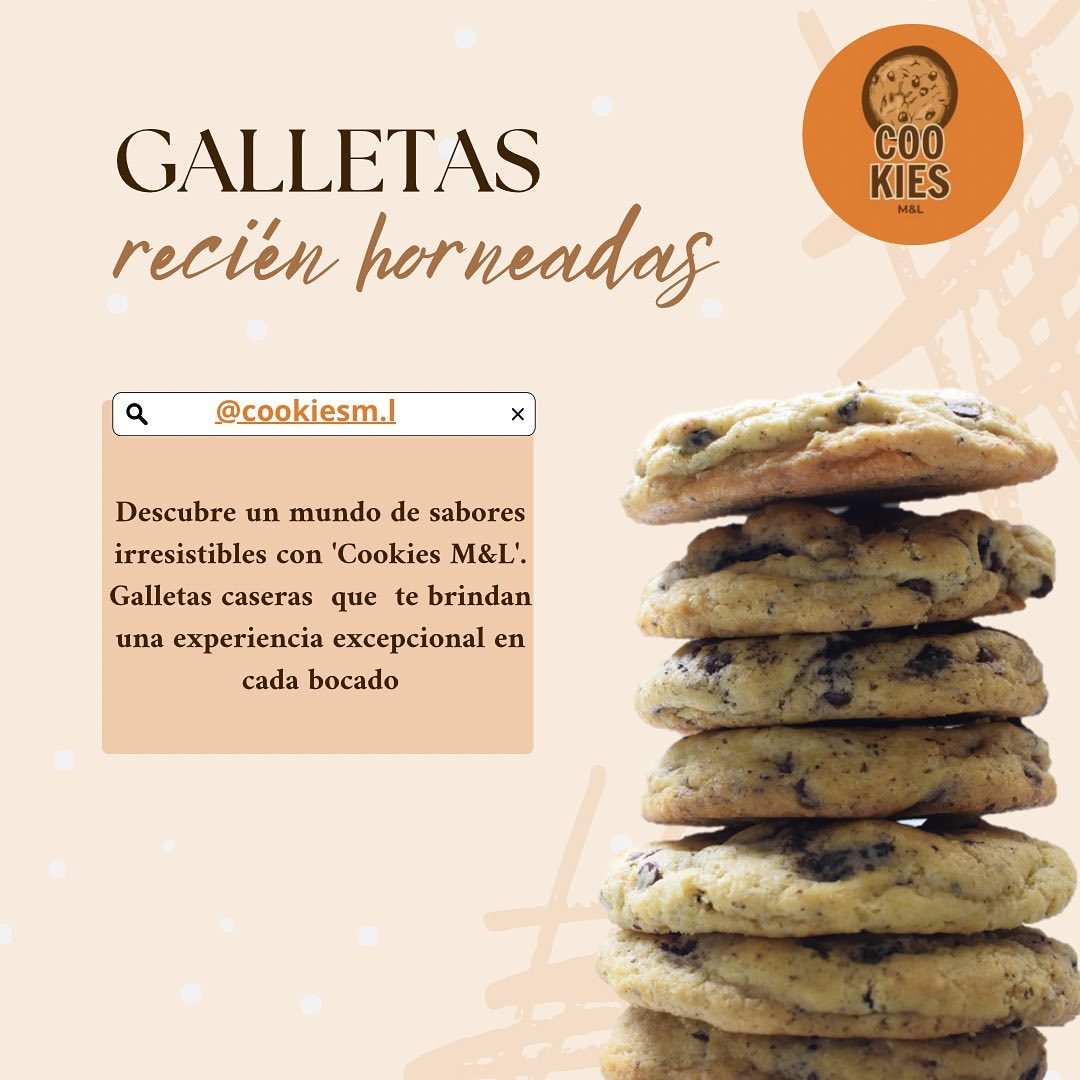 COO
KIES
M&L
GALLETAS
recién horneadas
@cookiesm.l
Descubre un mundo de sabores
irresistibles con 'Cookies M&L'.
Galletas caseras que te brindan
una experiencia excepcional en
cada bocado